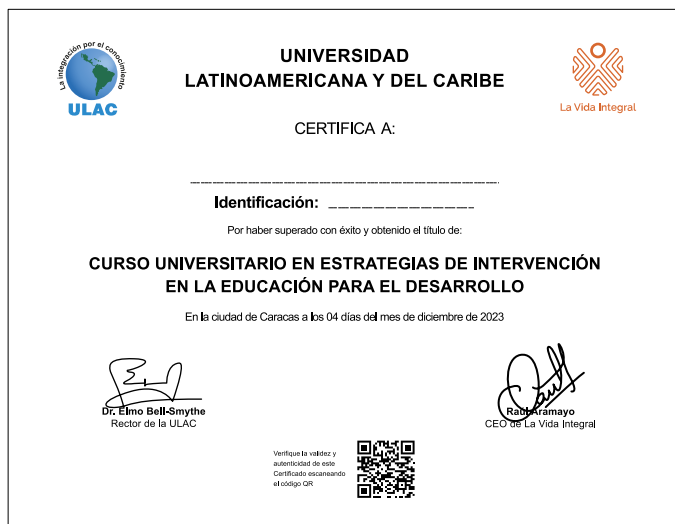 La integración por el conocimiento
ULAC
UNIVERSIDAD
LATINOAMERICANA Y DEL CARIBE
La Vida Integral
CERTIFICA A:
Identificación:
Por haber superado con éxito y obtenido el título de:
CURSO UNIVERSITARIO EN ESTRATEGIAS DE INTERVENCIÓN
EN LA EDUCACIÓN PARA EL DESARROLLO
En la ciudad de Caracas a los 04 días del mes de diciembre de 2023
Dr. Elmo Bell-Smythe
Rector de la ULAC
Raúl Aramayo
CEO de La Vida Integral
Verifique la validez y
autenticidad de este
Certificado escaneando
el código QR